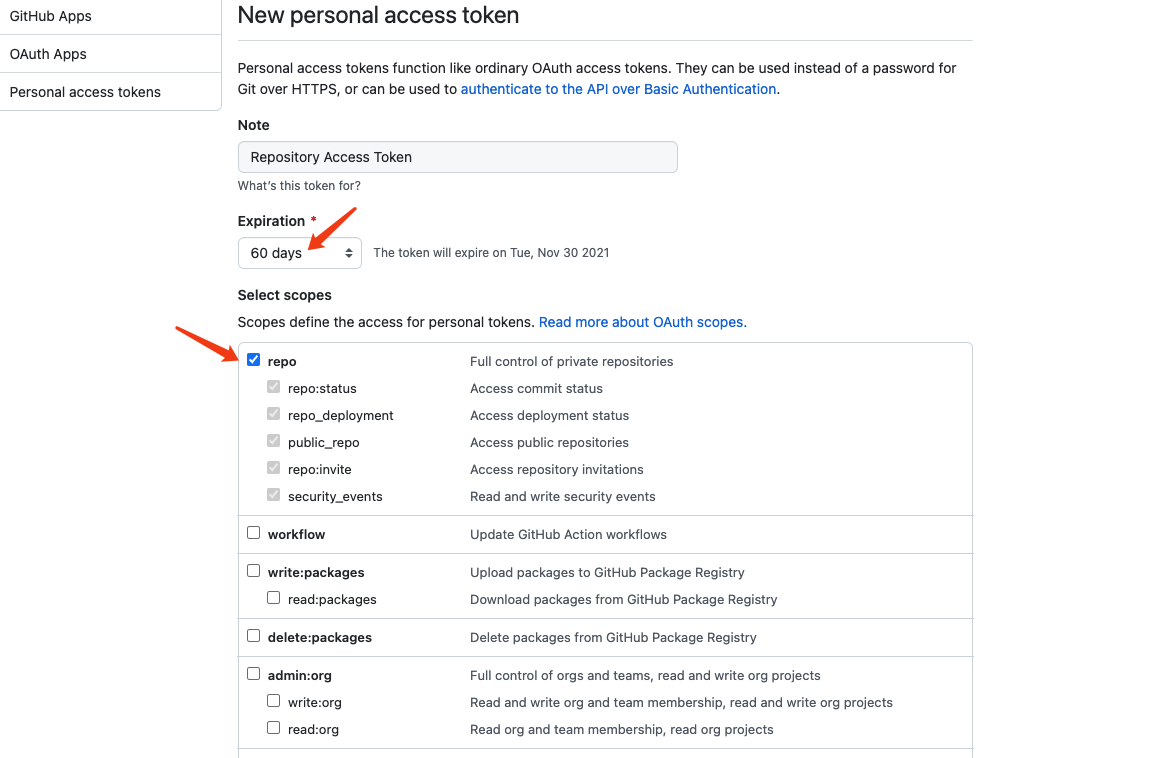 GitHub Apps
OAuth Apps
Personal access tokens
New personal access token
Personal access tokens function like ordinary OAuth access tokens. They can be used instead of a password for
Git over HTTPS, or can be used to authenticate to the API over Basic Authentication.
Note
Repository Access Token
What's this token for?
Expiration *
60 days The token will expire on Tue, Nov 30 2021
Select scopes
Scopes define the access for personal tokens. Read more about OAuth scopes.
repo Full control of private repositories
repo:status Access commit status
repo_deployment Access deployment status
public_repo Access public repositories
repo:invite Access repository invitations
security_events Read and write security events
workflow Update GitHub Action workflows
write:packages Upload packages to GitHub Package Registry
read:packages Download packages from GitHub Package Registry
delete:packages Delete packages from GitHub Package Registry
admin:org Full control of orgs and teams, read and write org projects
write:org Read and write org and team membership, read and write org projects
read:org Read org and team membership, read org projects